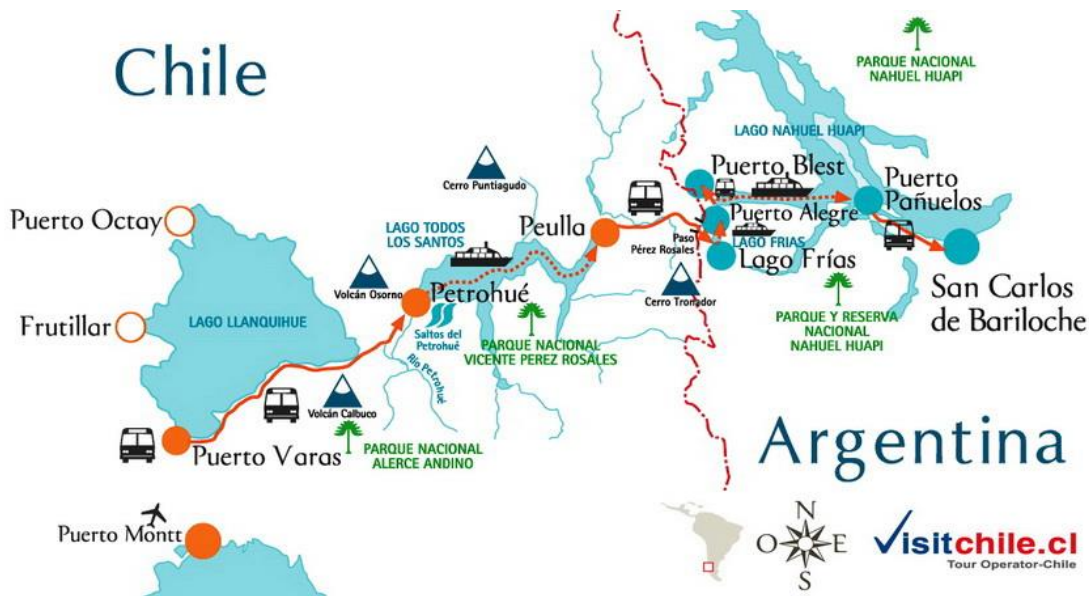 Chile
PARQUE NACIONAL
NAHUEL HUAPI
LAGO NAHUEL HUAPI
Cerro Puntiagudo
Puerto Blest
Puerto
Pañuelos
Puerto Octay
Peulla
Puerto Alegre
LAGO TODOS
LOS SANTOS
Paso
Pérez Rosales
LAGO FRIAS
Lago Frías
Volcán Osorno
Petrohué
Cerro Tronador
San Carlos
de Bariloche
Frutillar
LAGO LLANQUIHUE
Saltos del
Petrohué
PARQUE NACIONAL
VICENTE PEREZ ROSALES
PARQUE Y RESERVA
NACIONAL
NAHUEL HUAPI
Río Petrohué
Volcán Calbuco
Puerto Varas
PARQUE NACIONAL
ALERCE ANDINO
Argentina
Puerto Montt
N
O
E
S
Visitchile.cl
Tour Operator-Chile